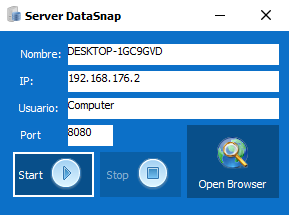 Server DataSnap
Nombre: DESKTOP-1GC9GVD
IP: 192.168.176.2
Usuario: Computer
Port 8080
Start Stop Open Browser